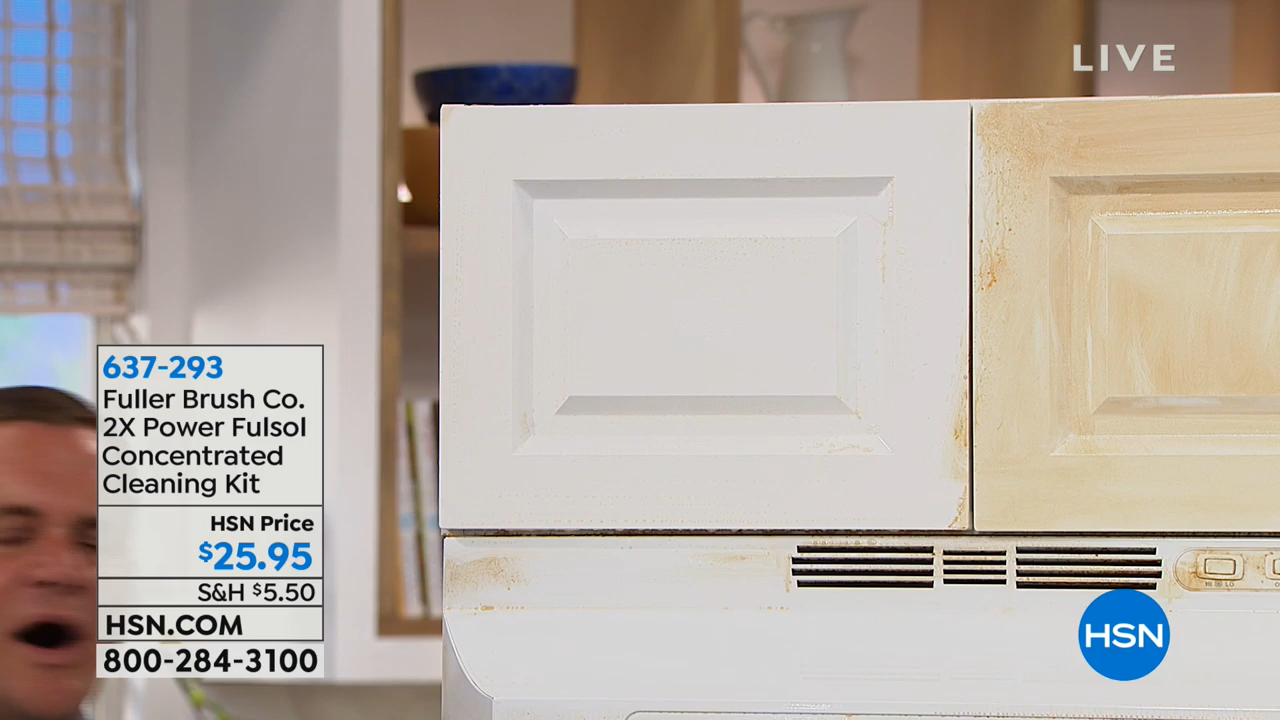 LIVE
637-293
Fuller Brush Co.
2X Power Fulsol
Concentrated
Cleaning Kit
HSN Price
$25.95
S&H $5.50
HSN.COM
800-284-3100
HSN